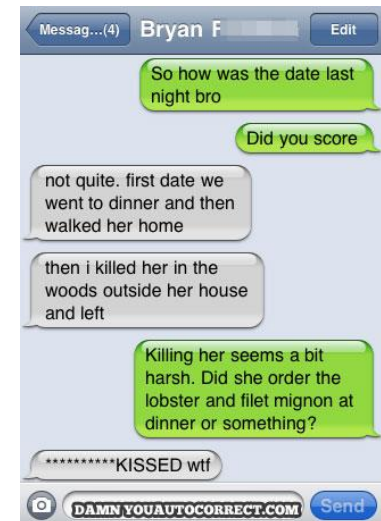 Messag...(4) Bryan F Edit
So how was the date last
night bro
Did you score
not quite. first date we
went to dinner and then
walked her home
then i killed her in the
woods outside her house
and left
Killing her seems a bit
harsh. Did she order the
lobster and filet mignon at
dinner or something?
**********KISSED wtf
DAMNYOUAUTOCORRECT.COM Send